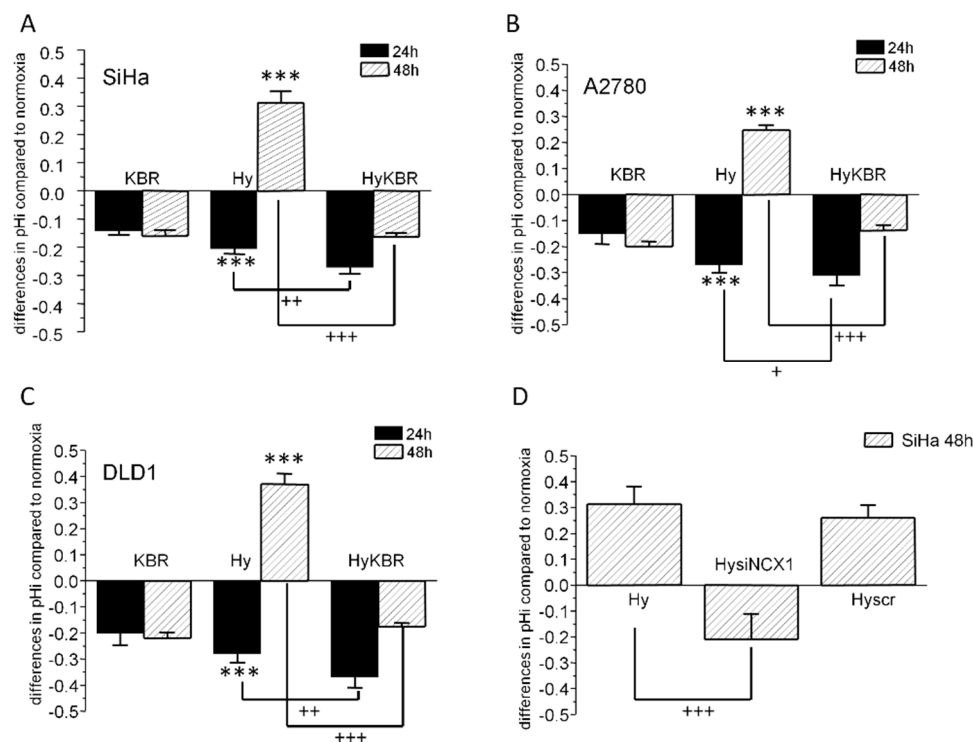 A
differences in pHi compared to normoxia
0.5
0.4
0.3
0.2
0.1
0.0
-0.1
-0.2
-0.3
-0.4
-0.5
SiHa
24h
48h
***
KBR
Hy
HyKBR
***
++
+++
B
differences in pHi compared to normoxia
0.5
0.4
0.3
0.2
0.1
0.0
-0.1
-0.2
-0.3
-0.4
-0.5
A2780
24h
48h
***
KBR
Hy
HyKBR
***
+++
+
C
differences in pHi compared to normoxia
0.5
0.4
0.3
0.2
0.1
0.0
-0.1
-0.2
-0.3
-0.4
-0.5
DLD1
24h
48h
***
KBR
Hy
HyKBR
***
++
+++
D
differences in pHi compared to normoxia
0.5
0.4
0.3
0.2
0.1
0.0
-0.1
-0.2
-0.3
-0.4
-0.5
SiHa 48h
HysiNCX1
Hy
Hyscr
+++